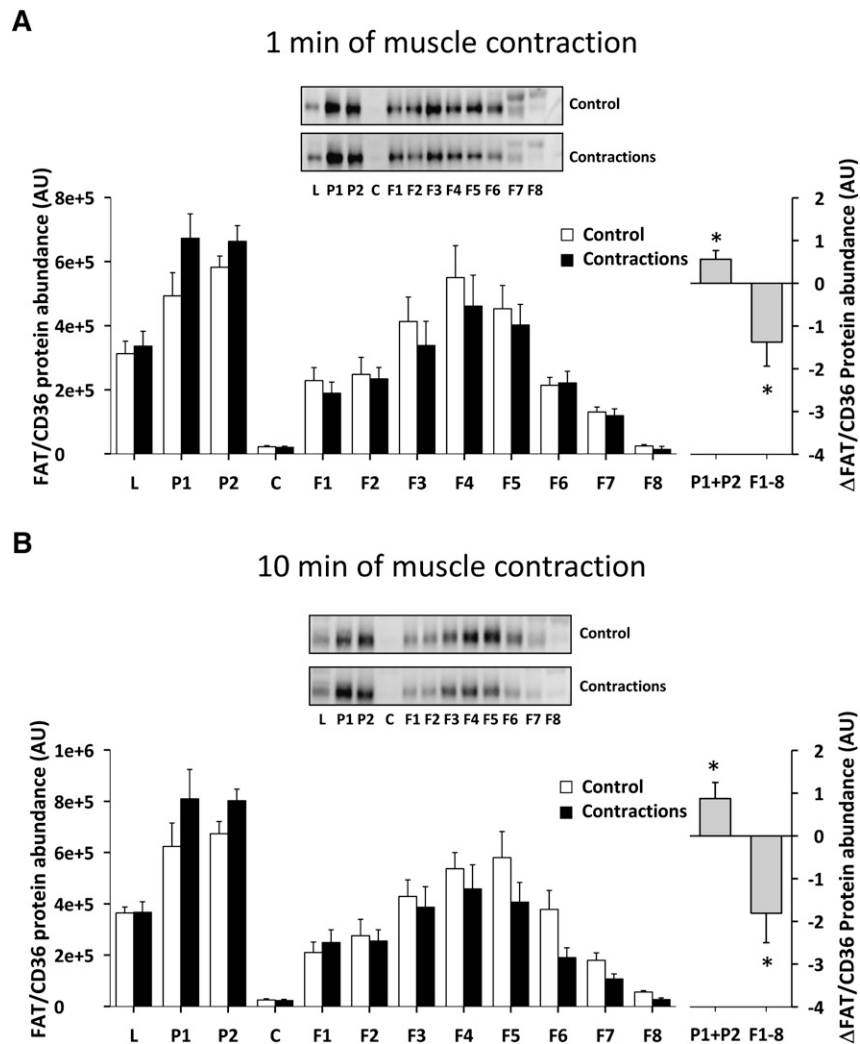 A
1 min of muscle contraction
Control
Contractions
L P1 P2 C F1 F2 F3 F4 F5 F6 F7 F8
FAT/CD36 protein abundance (AU)
8e+5
6e+5
4e+5
2e+5
0
Control
Contractions
* 
*
2
1
0
-1
-2
-3
-4
ΔFAT/CD36 Protein abundance (AU)
L P1 P2 C F1 F2 F3 F4 F5 F6 F7 F8 P1+P2 F1-8
B
10 min of muscle contraction
Control
Contractions
L P1 P2 C F1 F2 F3 F4 F5 F6 F7 F8
FAT/CD36 protein abundance (AU)
1e+6
8e+5
6e+5
4e+5
2e+5
0
Control
Contractions
*
*
2
1
0
-1
-2
-3
-4
ΔFAT/CD36 Protein abundance (AU)
L P1 P2 C F1 F2 F3 F4 F5 F6 F7 F8 P1+P2 F1-8